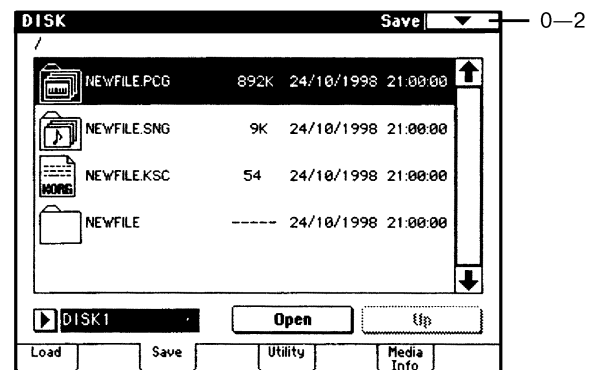 DISK Save 0—2
/
NEWFILE.PCG 892K 24/10/1998 21:00:00
NEWFILE.SNG 9K 24/10/1998 21:00:00
KORG NEWFILE.KSC 54 24/10/1998 21:00:00
NEWFILE ----- 24/10/1998 21:00:00
DISK1 Open Up
Load Save Utility Media
Info